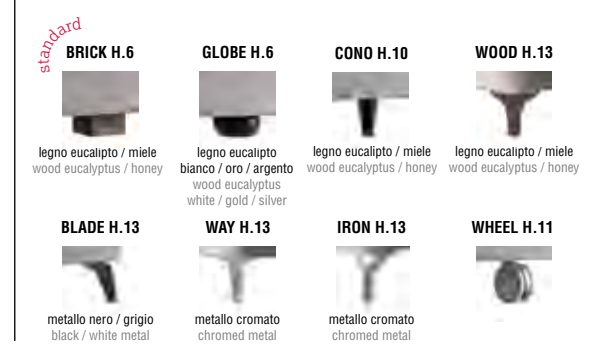 standard
BRICK H.6
GLOBE H.6
CONO H.10
WOOD H.13
legno eucalipto / miele
wood eucalyptus / honey
legno eucalipto
bianco / oro / argento
wood eucalyptus
white / gold / silver
legno eucalipto / miele
wood eucalyptus / honey
legno eucalipto / miele
wood eucalyptus / honey
BLADE H.13
WAY H.13
IRON H.13
WHEEL H.11
metallo nero / grigio
black / white metal
metallo cromato
chromed metal
metallo cromato
chromed metal